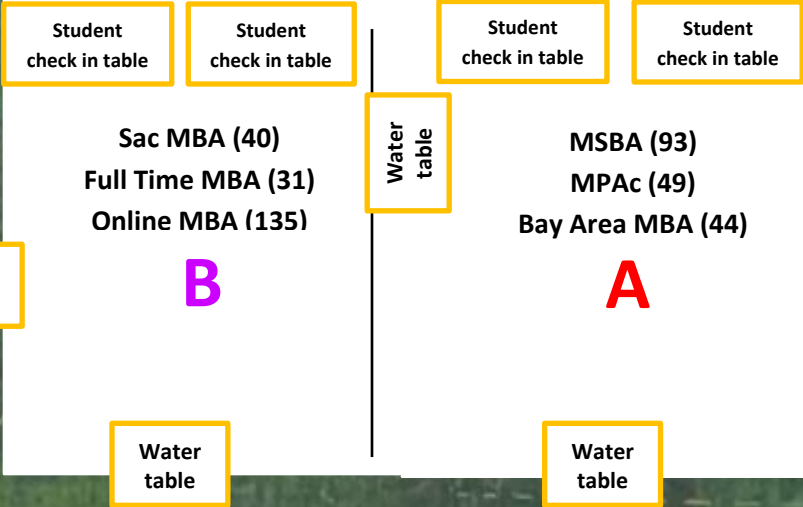 Student
check in table
Student
check in table
Student
check in table
Student
check in table
Water
table
Sac MBA (40)
Full Time MBA (31)
Online MBA (135)
B
MSBA (93)
MPAc (49)
Bay Area MBA (44)
A
Water
table
Water
table